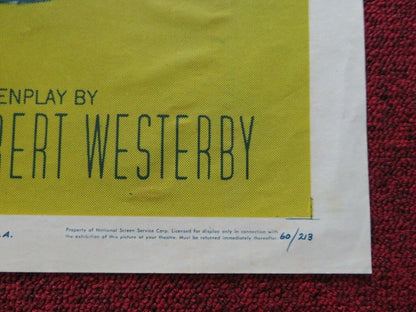 ENPLAY BY
BERT WESTERBY
.A.
Property of National Screen Service Corp. Licensed for display only in connection with
the exhibition of this picture at your theatre. Must be returned immediately thereafter.
60/213